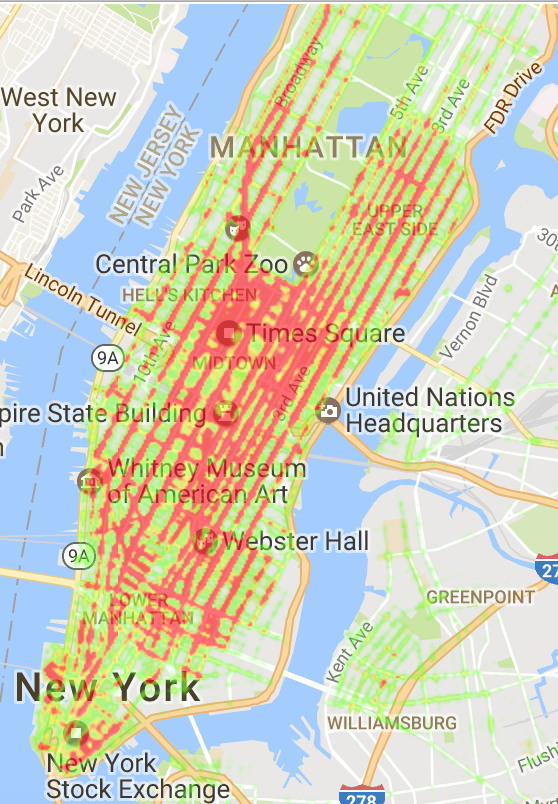 Broadway
West New
York
5th Ave
3rd Ave
FDR Drive
MANHATTAN
NEW JERSEY
NEW YORK
Park Ave
UPPER
EAST SIDE
Central Park Zoo
Lincoln Tunnel
HELL'S KITCHEN
Vernon Blvd
30
A
Times Square
10th Ave
9A
MIDTOWN
3rd Ave
pire State Building
United Nations
Headquarters
Whitney Museum
of American Art
Webster Hall
9A
27
LOWER
MANHATTAN
GREENPOINT
Kent Ave
New York
WILLIAMSBURG
New York
Stock Exchange
Flush
278